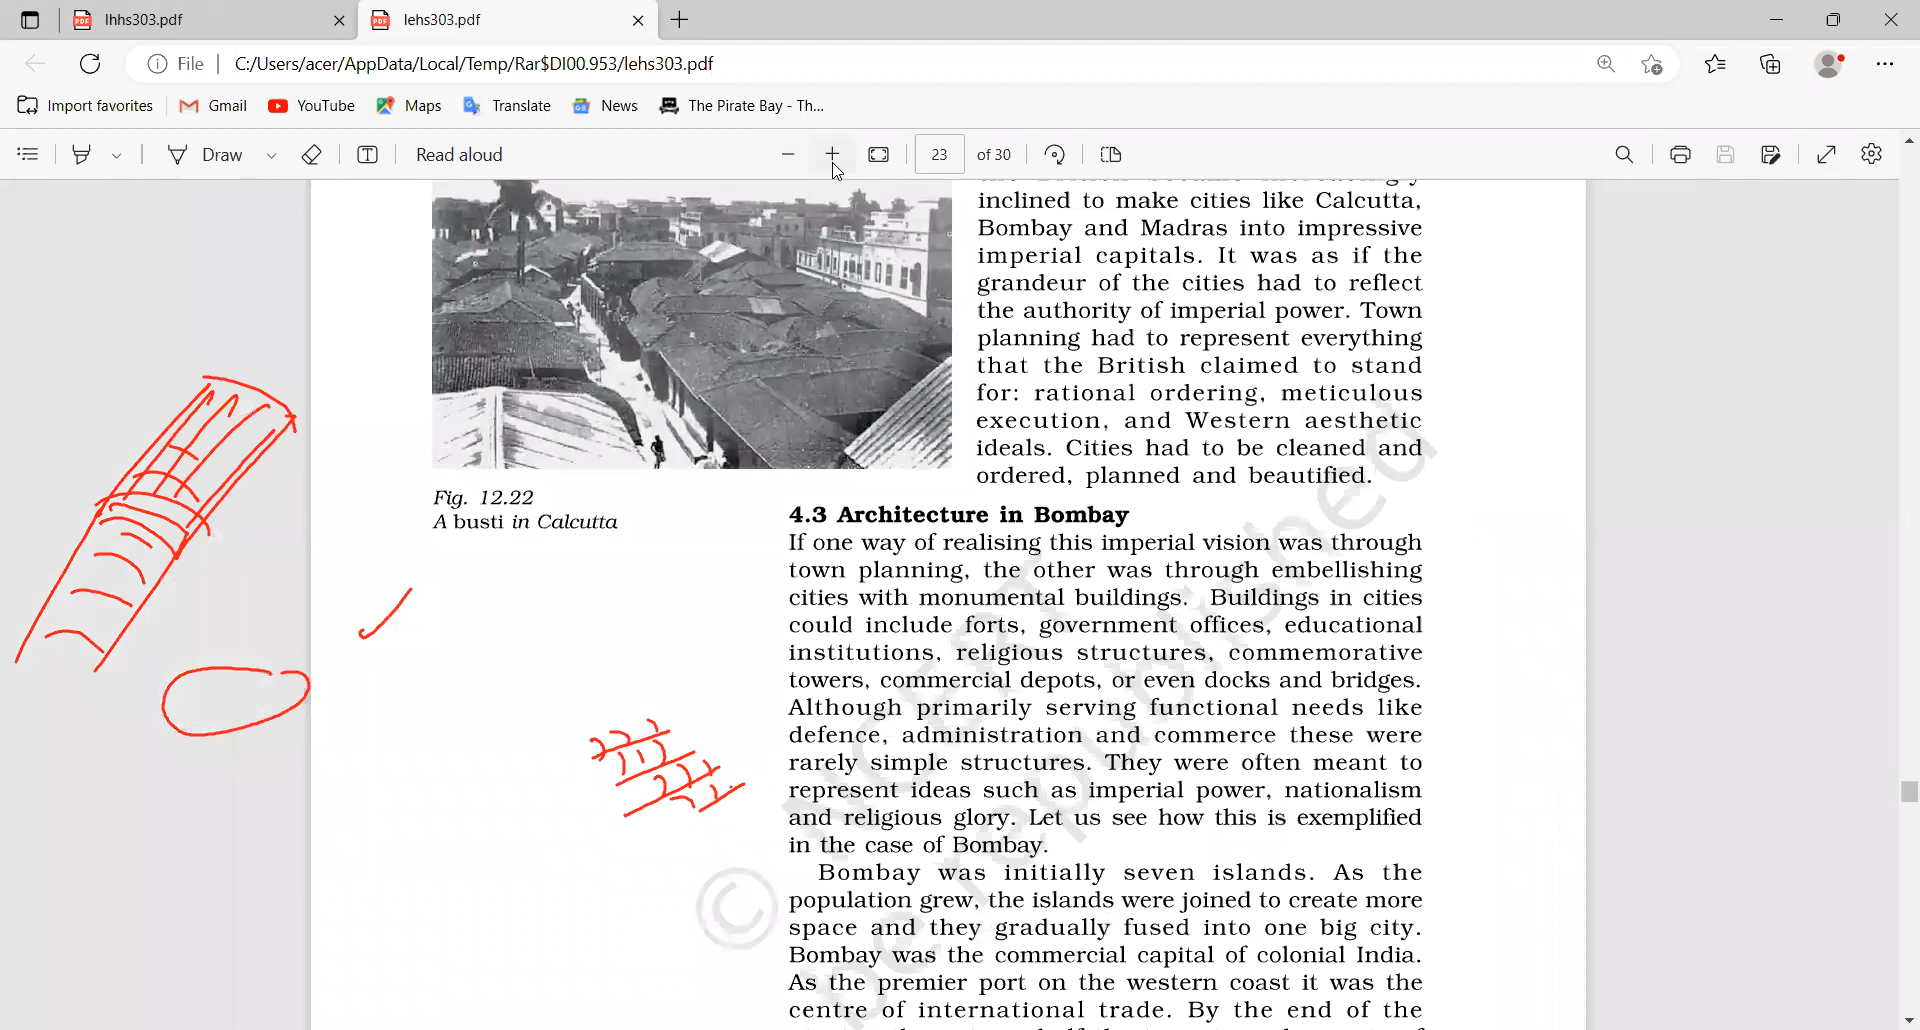 lhhs303.pdf
lehs303.pdf
File
C:/Users/acer/AppData/Local/Temp/Rar$DI00.953/lehs303.pdf
Import favorites
Gmail
YouTube
Maps
Translate
News
The Pirate Bay - Th...
Draw
Read aloud
23
of 30
inclined to make cities like Calcutta,
Bombay and Madras into impressive
imperial capitals. It was as if the
grandeur of the cities had to reflect
the authority of imperial power. Town
planning had to represent everything
that the British claimed to stand
for: rational ordering, meticulous
execution, and Western aesthetic
ideals. Cities had to be cleaned and
ordered, planned and beautified.
Fig. 12.22
A busti in Calcutta
4.3 Architecture in Bombay
If one way of realising this imperial vision was through
town planning, the other was through embellishing
cities with monumental buildings. Buildings in cities
could include forts, government offices, educational
institutions, religious structures, commemorative
towers, commercial depots, or even docks and bridges.
Although primarily serving functional needs like
defence, administration and commerce these were
rarely simple structures. They were often meant to
represent ideas such as imperial power, nationalism
and religious glory. Let us see how this is exemplified
in the case of Bombay.
Bombay was initially seven islands. As the
population grew, the islands were joined to create more
space and they gradually fused into one big city.
Bombay was the commercial capital of colonial India.
As the premier port on the western coast it was the
centre of international trade. By the end of the
© NCERT
be republished